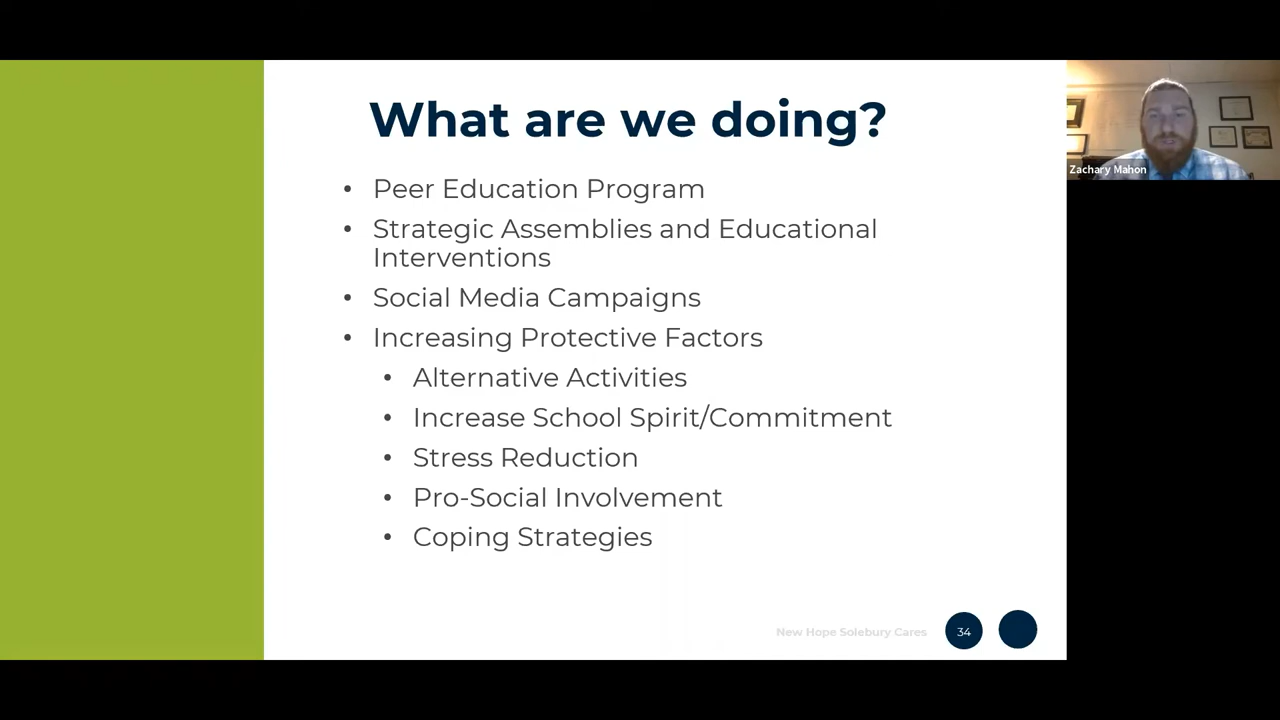 What are we doing?
• Peer Education Program
• Strategic Assemblies and Educational
Interventions
• Social Media Campaigns
• Increasing Protective Factors
• Alternative Activities
• Increase School Spirit/Commitment
• Stress Reduction
• Pro-Social Involvement
• Coping Strategies
New Hope Solebury Cares
34
Zachary Mahon